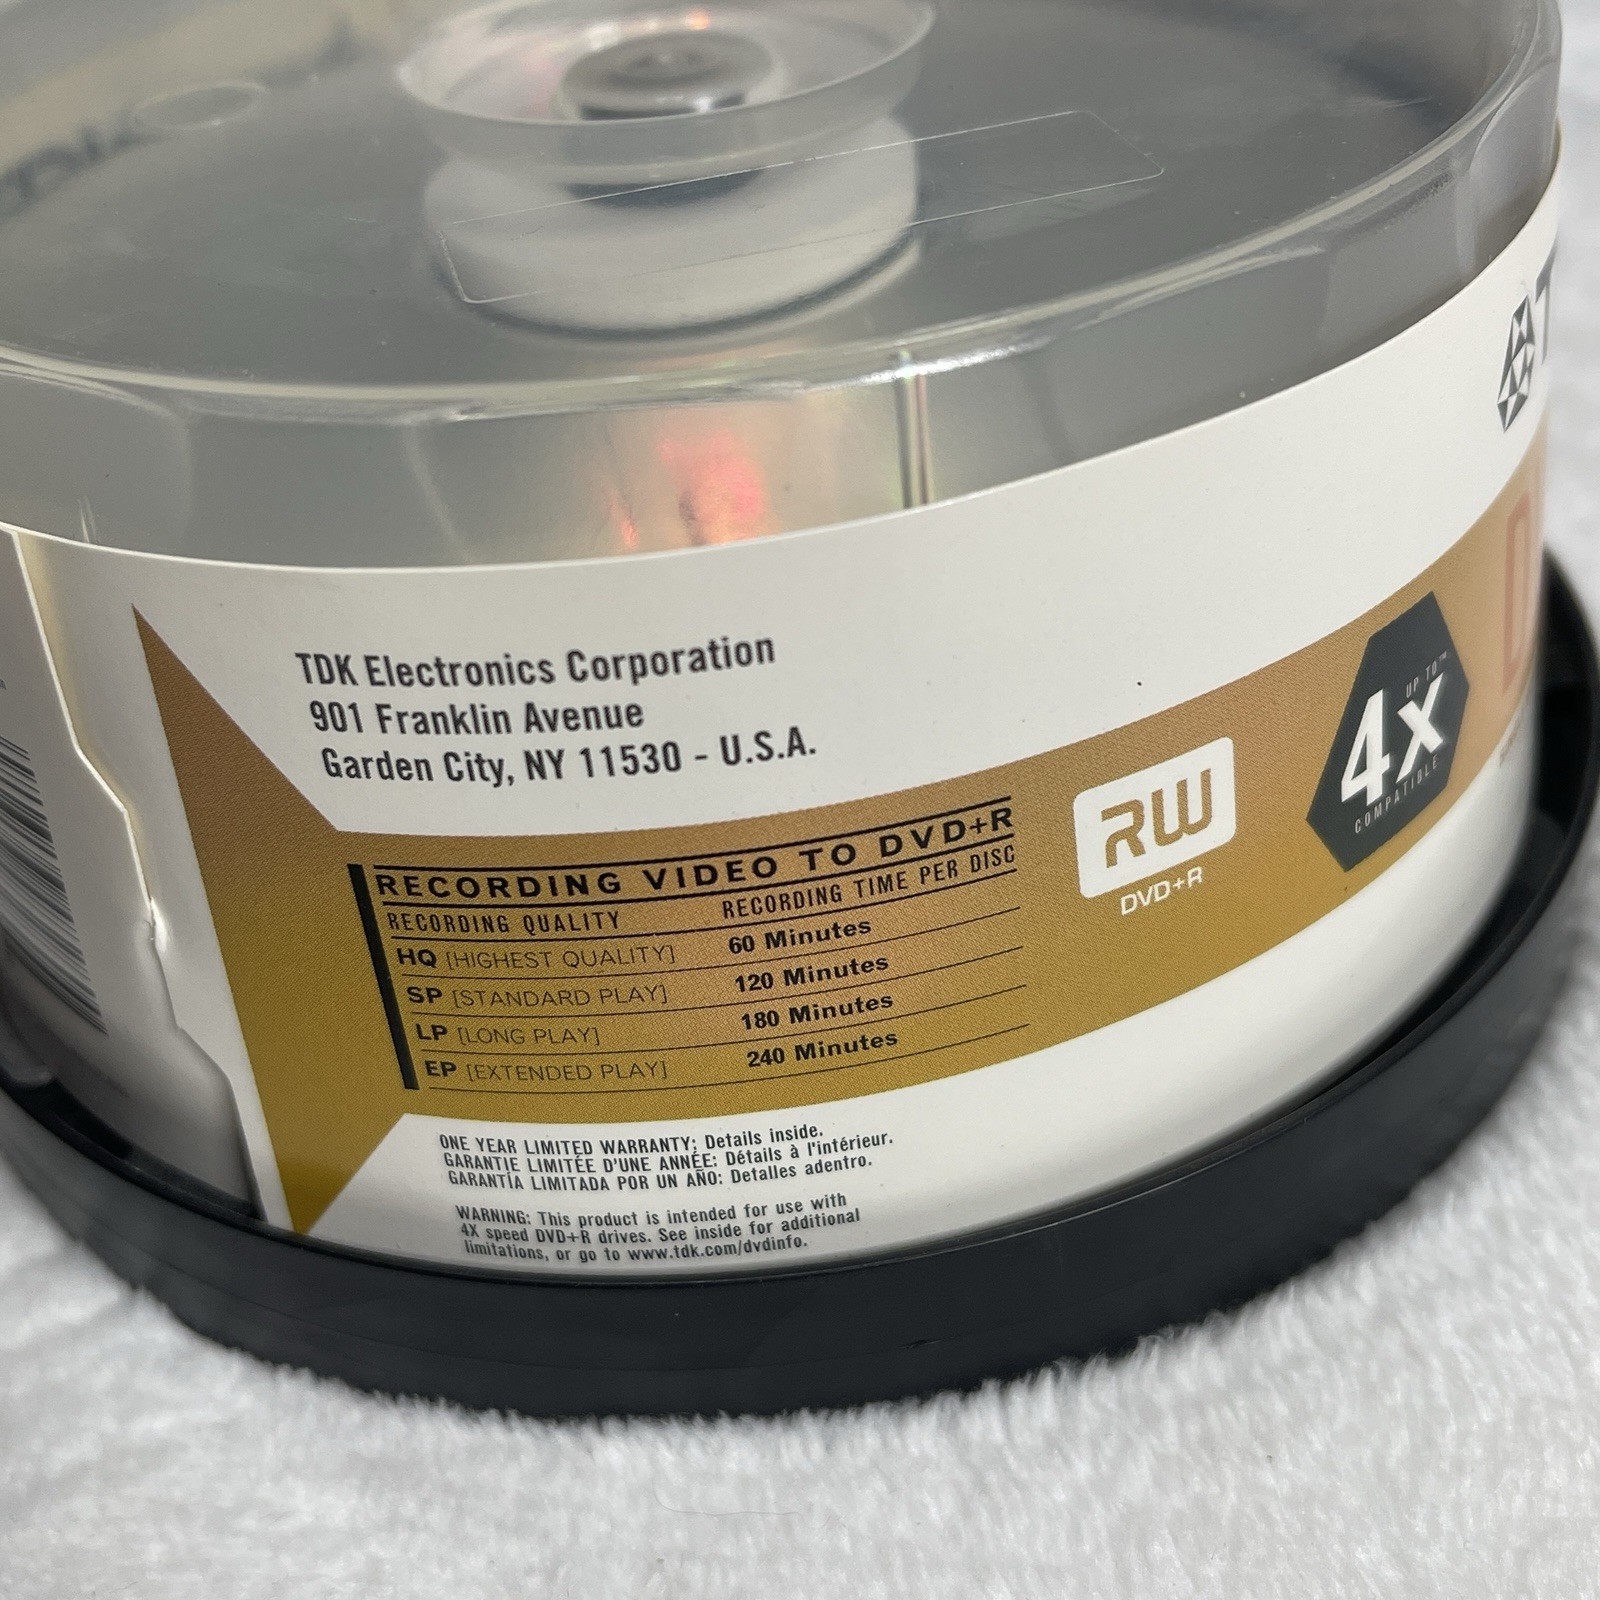 TDK Electronics Corporation
901 Franklin Avenue
Garden City, NY 11530 - U.S.A.
RECORDING VIDEO TO DVD+R
RECORDING QUALITY RECORDING TIME PER DISC
HQ [HIGHEST QUALITY] 60 Minutes
SP [STANDARD PLAY] 120 Minutes
LP [LONG PLAY] 180 Minutes
EP [EXTENDED PLAY] 240 Minutes
RW
DVD+R
UP TO™
4x
COMPATIBLE
ONE YEAR LIMITED WARRANTY; Details inside.
GARANTIE LIMITÉE D'UNE ANNÉE: Détails à l'intérieur.
GARANTÍA LIMITADA POR UN AÑO: Detalles adentro.
WARNING: This product is intended for use with
4X speed DVD+R drives. See inside for additional
limitations, or go to www.tdk.com/dvdinfo.